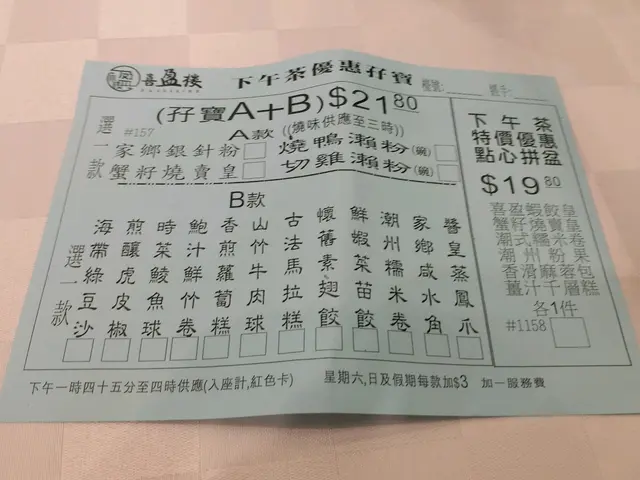 喜盈樓
下午茶優惠孖寶
檯號:______ 經手:______
(孖寶A+B) $21.80
選一款
#157
A款 ((燒味供應至三時))
家鄉銀針粉
燒鴨瀨粉(碗)
蟹籽燒賣皇
切雞瀨粉(碗)
B款
選一款
海帶綠豆沙
煎釀虎皮椒
時菜鯪魚球
鮑汁鮮竹卷
香煎蘿蔔糕
山竹牛肉球
古法馬拉糕
懷舊素翅餃
鮮蝦菜苗餃
潮州糯米卷
家鄉咸水角
醬皇蒸鳳爪
下午茶
特價優惠
點心拼盆
$19.80
喜盈蝦餃皇
蟹籽燒賣皇
潮式糯米卷
潮州粉果
香滑麻蓉包
薑汁千層糕
各1件
#1158
下午一時四十五分至四時供應(入座計,紅色卡) 星期六,日及假期每款加$3 加一服務費